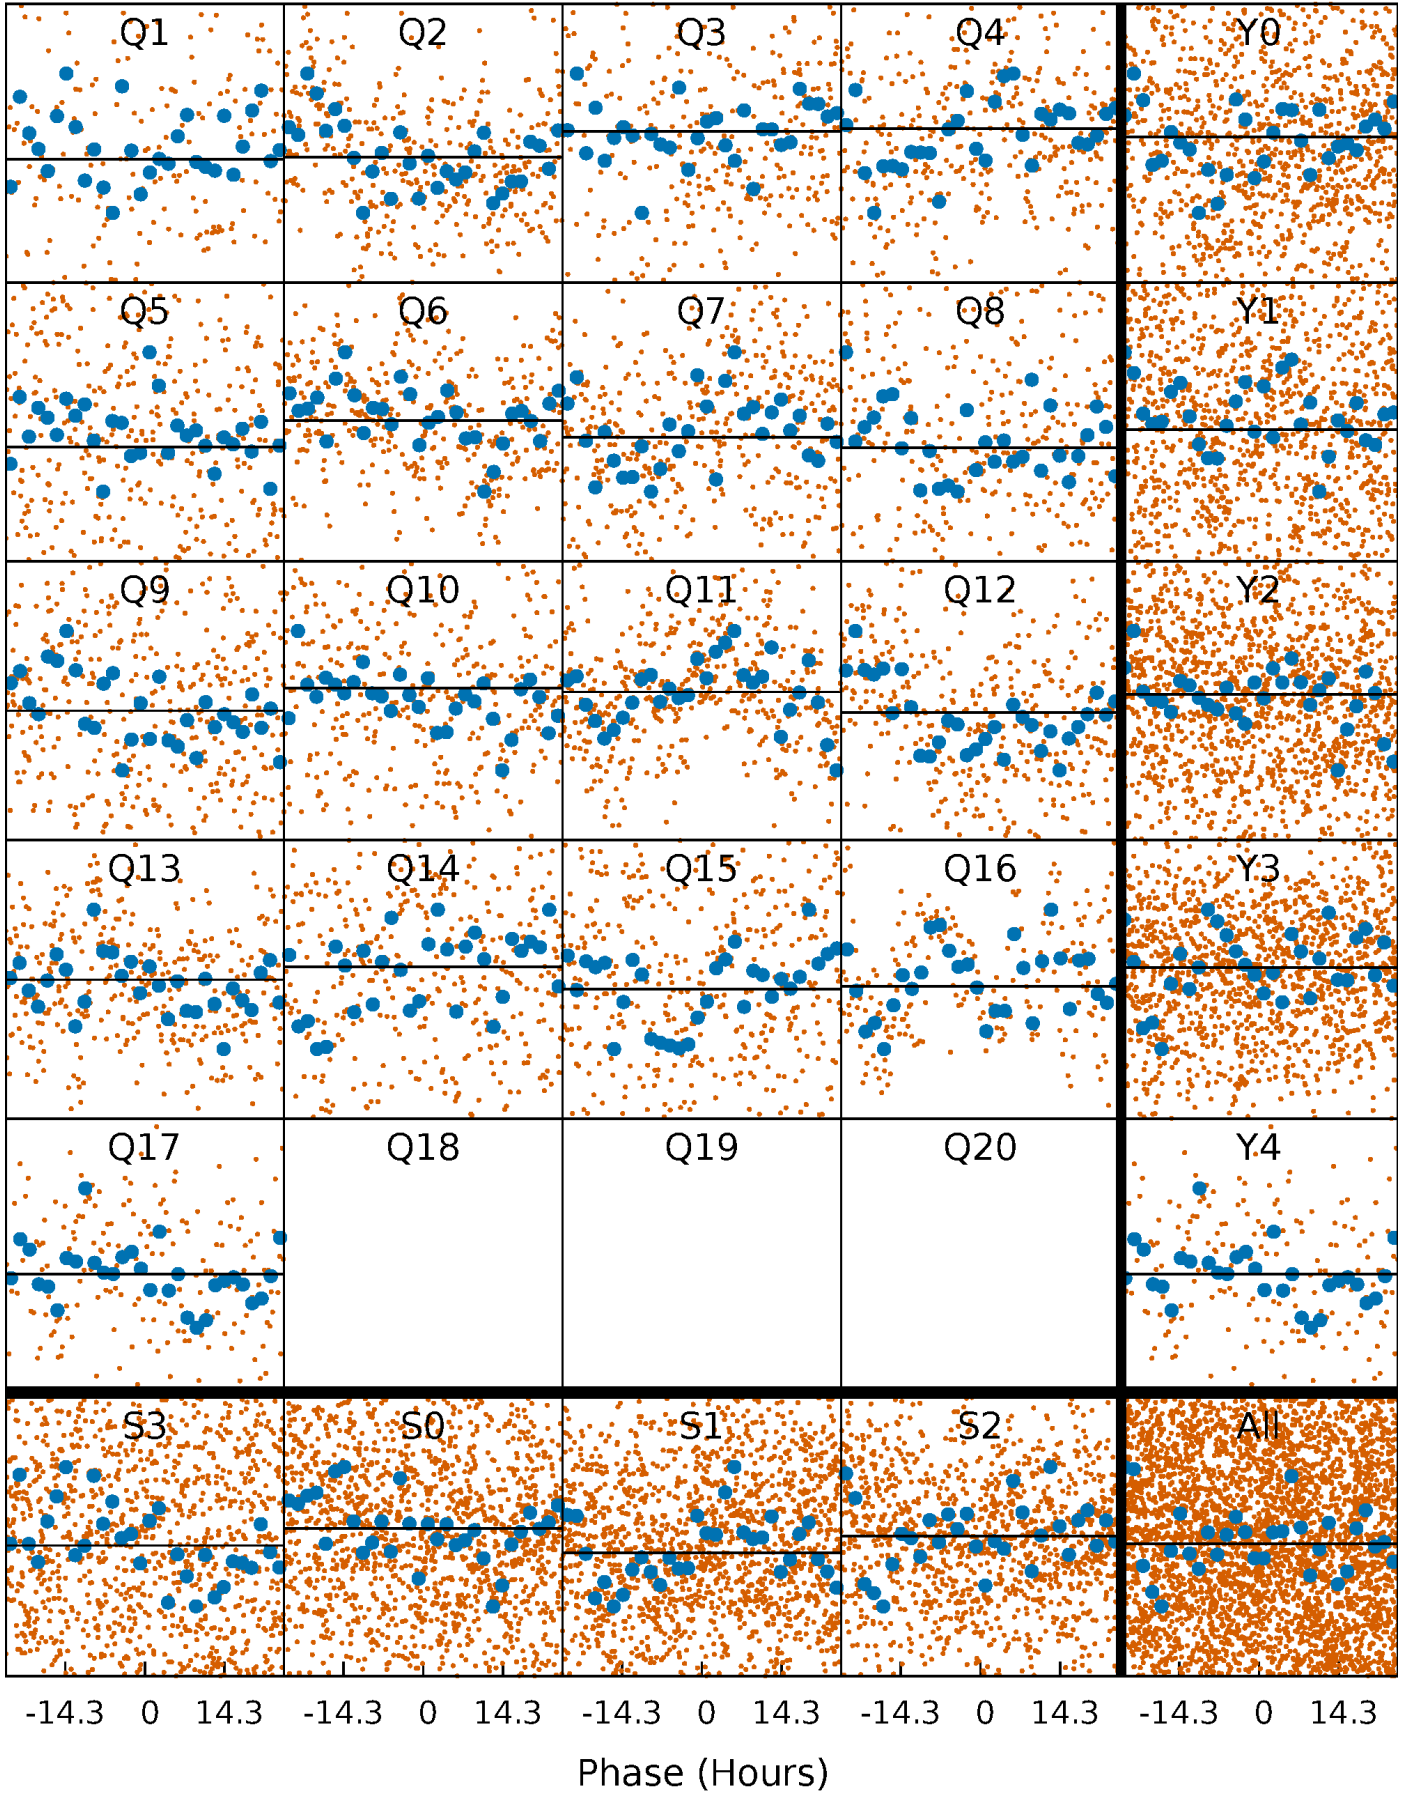 Q1 Q2 Q3 Q4 Y0
Q5 Q6 Q7 Q8 Y1
Q9 Q10 Q11 Q12 Y2
Q13 Q14 Q15 Q16 Y3
Q17 Q18 Q19 Q20 Y4
S3 S0 S1 S2 All
-14.3 0 14.3 -14.3 0 14.3 -14.3 0 14.3 -14.3 0 14.3 -14.3 0 14.3
Phase (Hours)